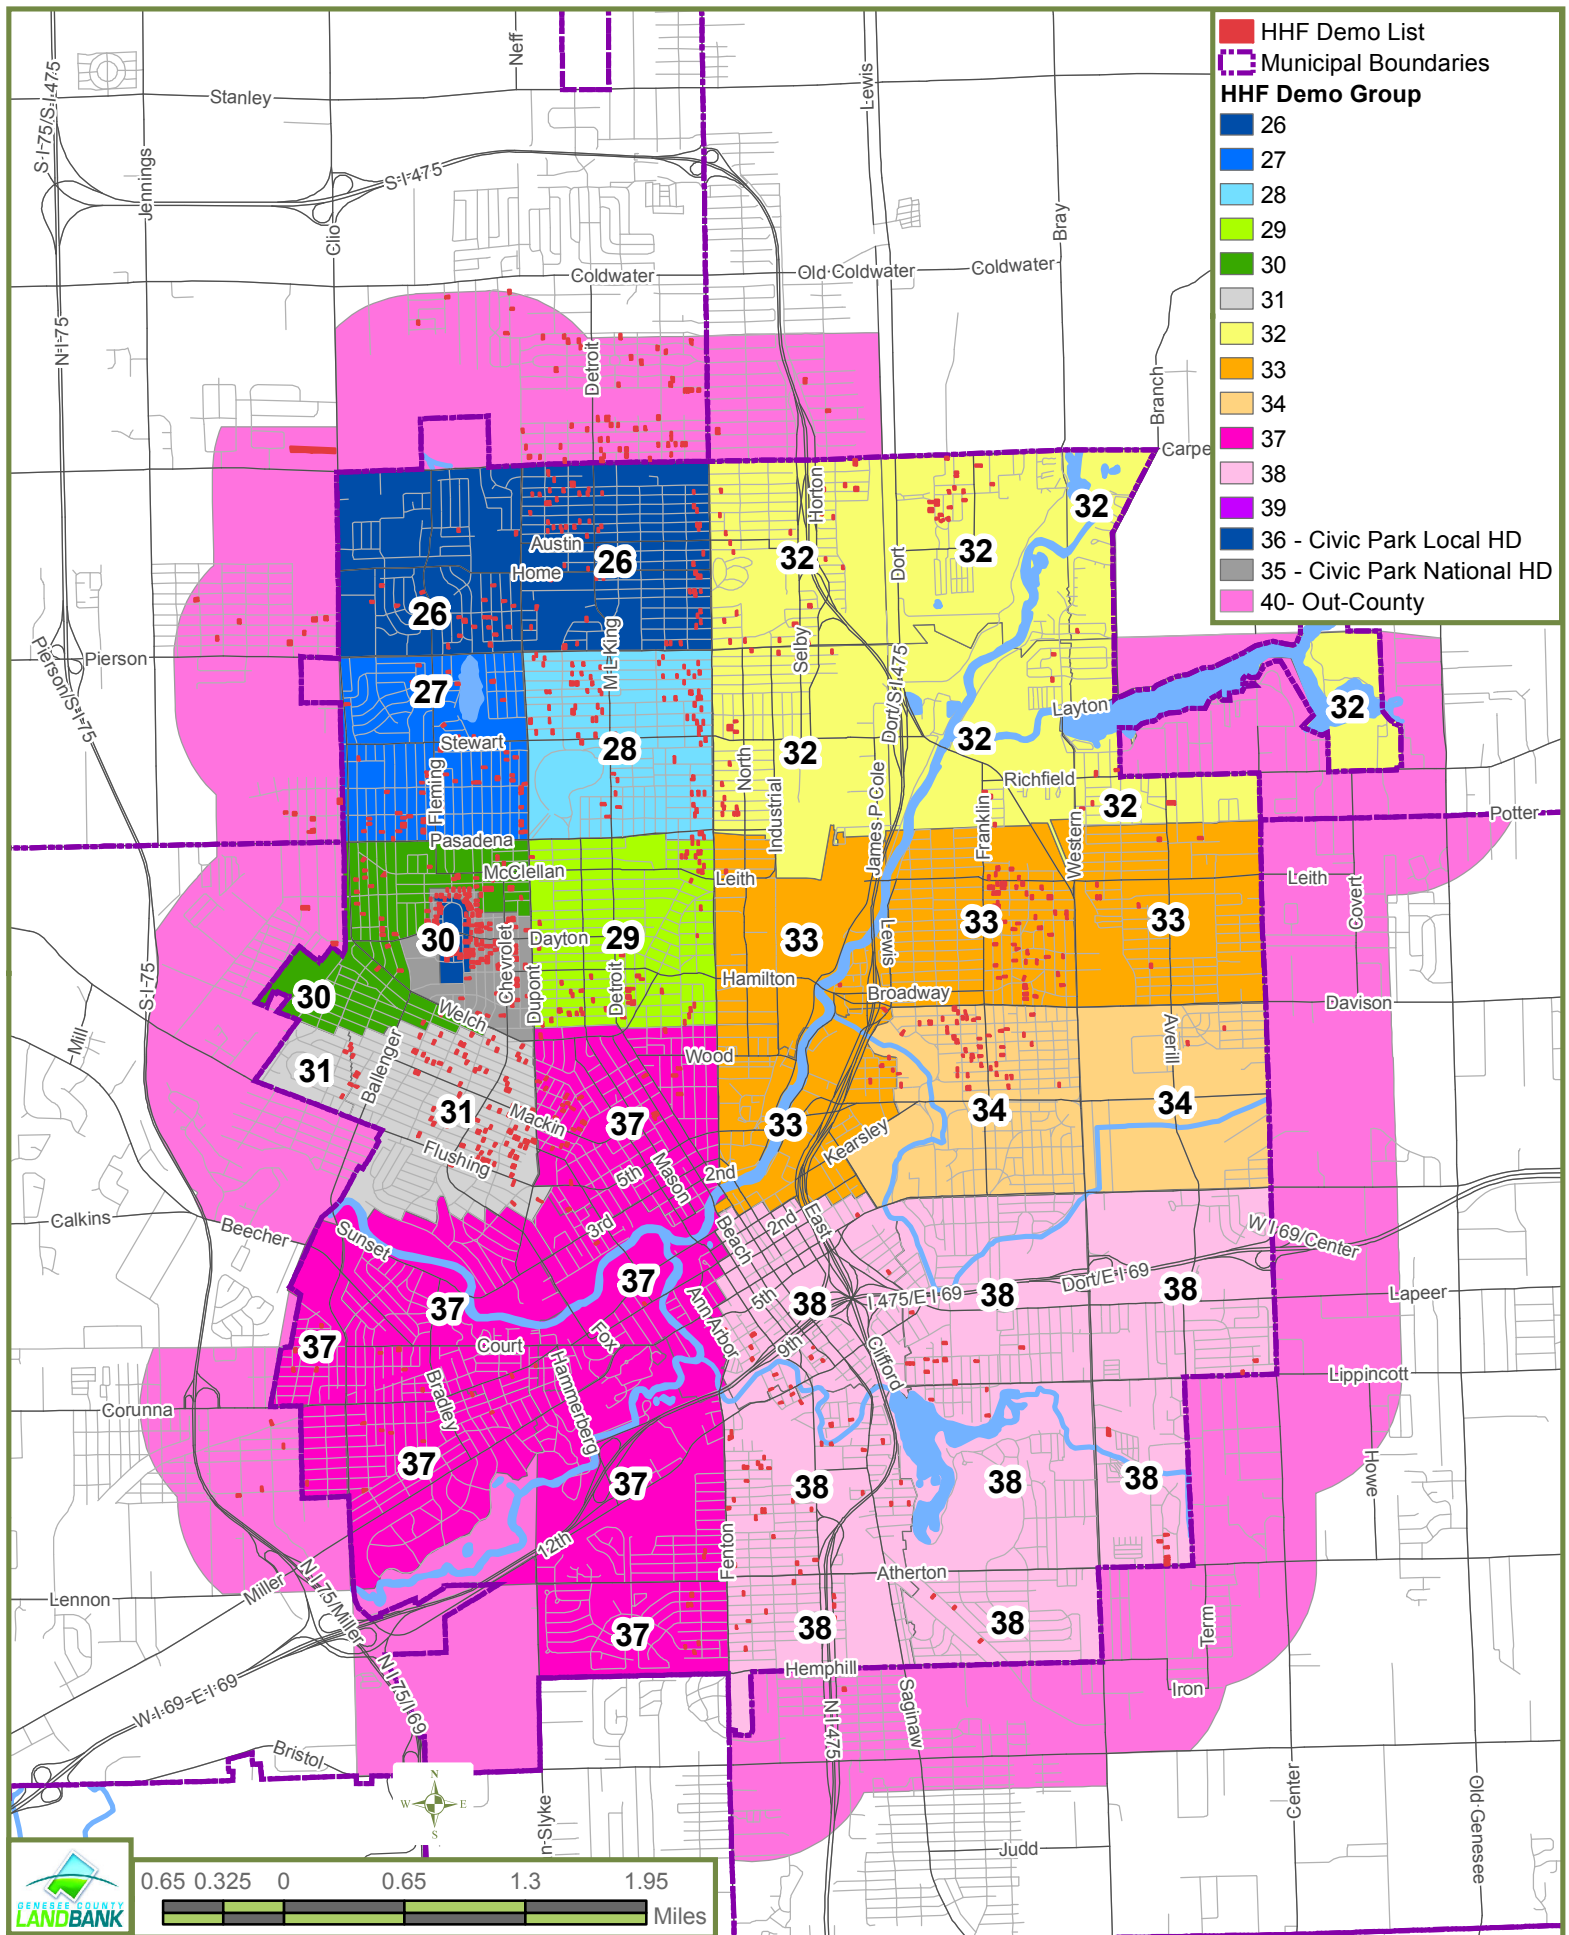 HHF Demo List
Municipal Boundaries
HHF Demo Group
26
27
28
29
30
31
32
33
34
37
38
39
36 - Civic Park Local HD
35 - Civic Park National HD
40- Out-County
Neff
Lewis
S-I-75/S-I-475
Stanley
Jennings
S-I-475
Clio
Bray
Coldwater
Old Coldwater
Coldwater
N-I-75
Detroit
Branch
Carpe
Horton
32
Austin
26
32
32
Dort
Home
26
M-L-King
Selby
Pierson
Pierson/S-I-75
27
Dort/S-I-475
Layton
32
Stewart
28
32
32
North
Richfield
Fleming
Industrial
James-P-Cole
Franklin
Western
32
Potter
Pasadena
McClellan
Leith
Leith
Covert
30
Chevrolet
Dayton
29
33
Lewis
33
33
S-I-75
Dupont
Detroit
Hamilton
Broadway
30
Davison
Welch
Mill
Averill
Wood
31
Ballenger
31
Mackin
37
33
34
34
Kearsley
Flushing
5th
Mason
2nd
Calkins
Beecher
Sunset
3rd
Beach
2nd
East
W I 69/Center
37
37
5th
38
I-475/E-I-69
38
Dort/E-I-69
38
Lapeer
Ann Arbor
37
Court
Fox
9th
Clifford
Lippincott
Corunna
Bradley
Hammerberg
37
37
38
38
38
Howe
12th
Fenton
Atherton
Lennon
Miller
N-I-75/Miller
37
38
38
Term
Hemphill
Iron
N-I-75/I-69
W-I-69-E-I-69
N-I-475
Saginaw
Bristol
N
W
E
S
n-Slyke
Center
Old-Genesee
Judd
GENESEE COUNTY
LANDBANK
0.65 0.325 0 0.65 1.3 1.95
Miles